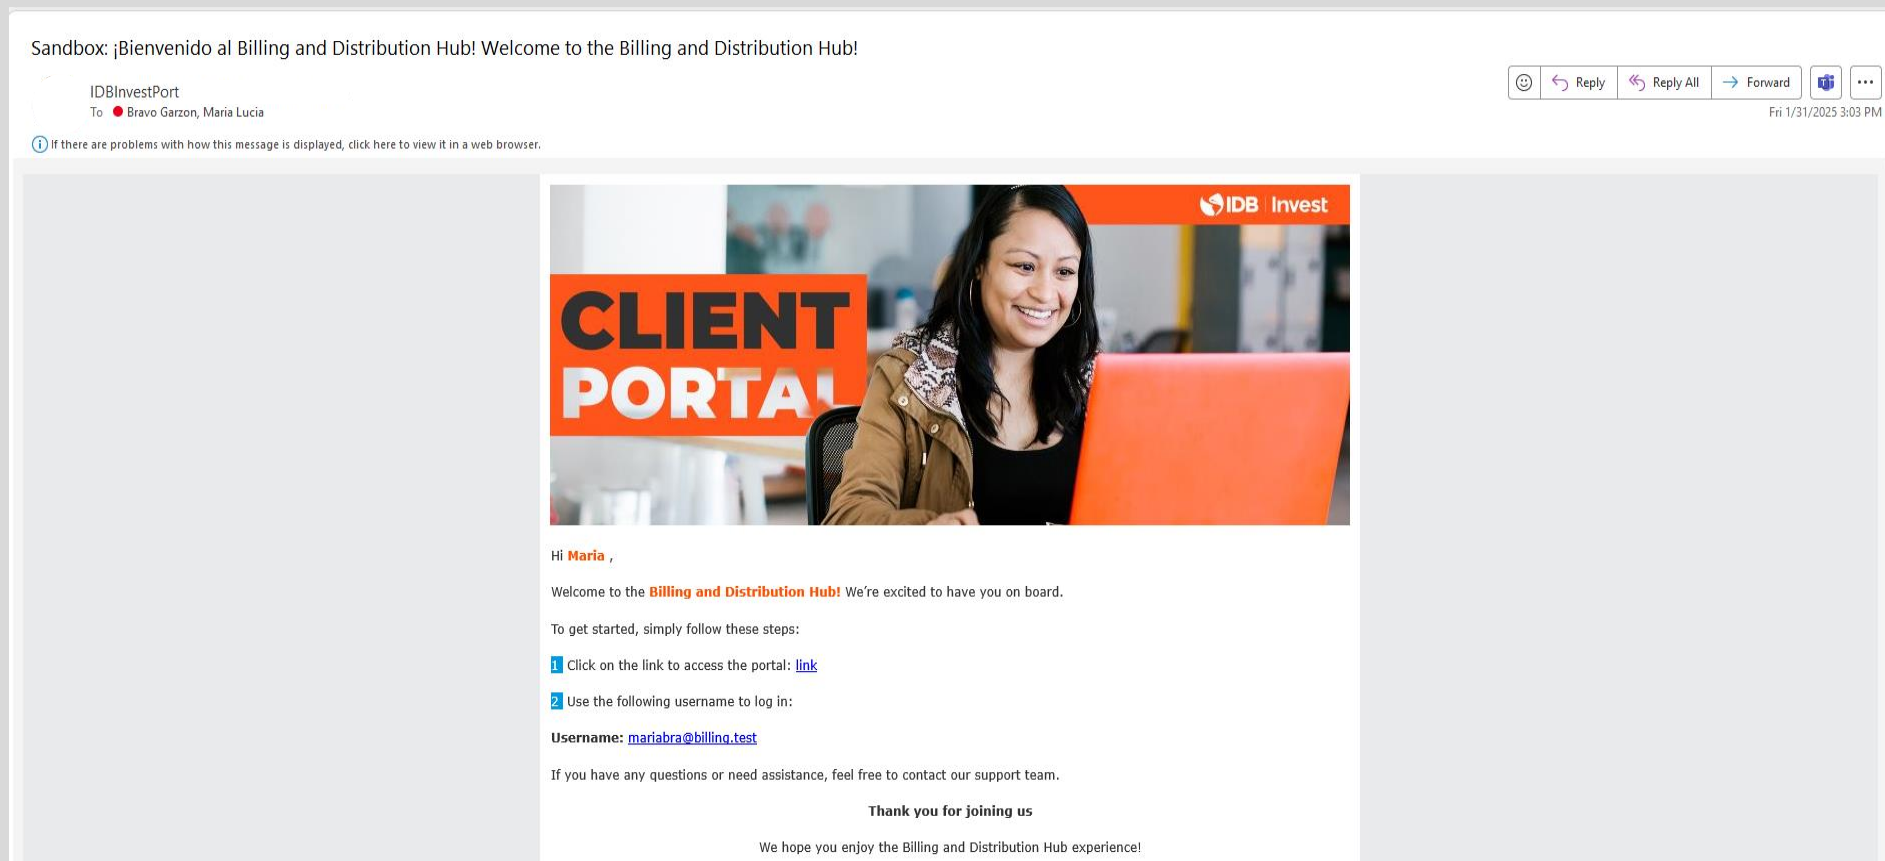 Sandbox: ¡Bienvenido al Billing and Distribution Hub! Welcome to the Billing and Distribution Hub!
IDBInvestPort
To Bravo Garzon, Maria Lucia
Reply Reply All Forward
Fri 1/31/2025 3:03 PM
If there are problems with how this message is displayed, click here to view it in a web browser.
IDB Invest
CLIENT
PORTAL
Hi Maria ,
Welcome to the Billing and Distribution Hub! We’re excited to have you on board.
To get started, simply follow these steps:
1 Click on the link to access the portal: link
2 Use the following username to log in:
Username: mariabra@billing.test
If you have any questions or need assistance, feel free to contact our support team.
Thank you for joining us
We hope you enjoy the Billing and Distribution Hub experience!